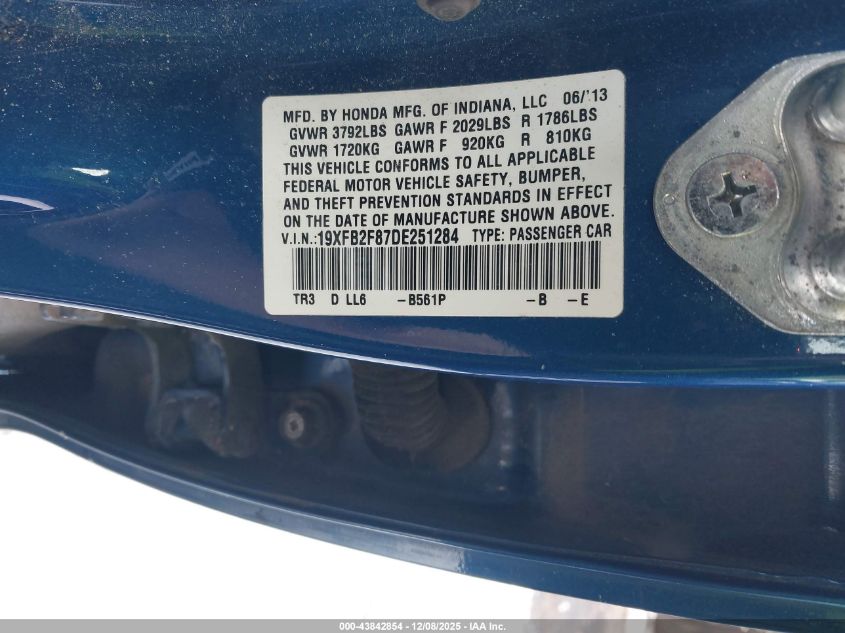 MFD. BY HONDA MFG. OF INDIANA, LLC 06/'13
GVWR 3792LBS GAWR F 2029LBS R 1786LBS
GVWR 1720KG GAWR F 920KG R 810KG
THIS VEHICLE CONFORMS TO ALL APPLICABLE
FEDERAL MOTOR VEHICLE SAFETY, BUMPER,
AND THEFT PREVENTION STANDARDS IN EFFECT
ON THE DATE OF MANUFACTURE SHOWN ABOVE.
V.I.N.:19XFB2F87DE251284 TYPE: PASSENGER CAR
TR3 D LL6 -B561P -B -E
000-43842854 - 12/08/2025 - IAA Inc.